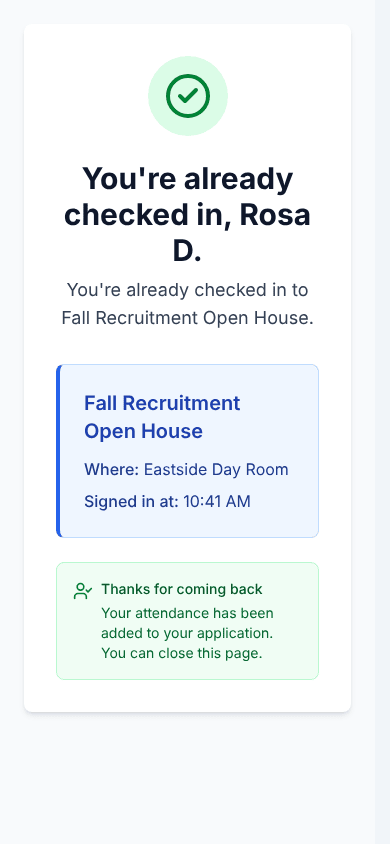 You're already
checked in, Rosa
D.
You're already checked in to
Fall Recruitment Open House.
Fall Recruitment
Open House
Where: Eastside Day Room
Signed in at: 10:41 AM
Thanks for coming back
Your attendance has been
added to your application.
You can close this page.